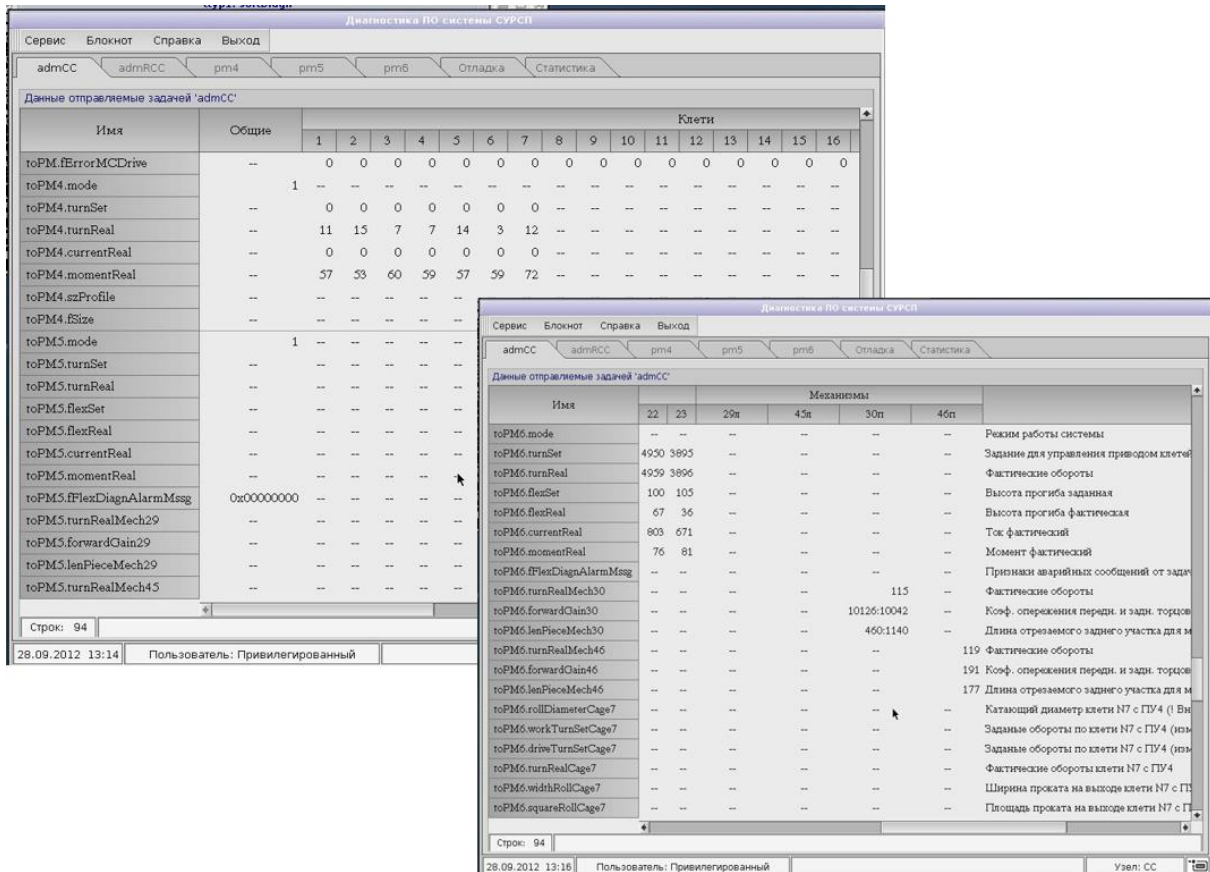 Диагностика ПО системы СУРСП
Сервис Блокнот Справка Выход
admCC admRCC pm4 pm5 pm6 Отладка Статистика
Данные отправляемые задачей 'admCC'
Имя Общие Клети
1 2 3 4 5 6 7 8 9 10 11 12 13 14 15 16
toPM.fErrorMCDrive -- 0 0 0 0 0 0 0 0 0 0 0 0 0 0 0 0
toPM4.mode 1 -- -- -- -- -- -- -- -- -- -- -- -- -- -- -- --
toPM4.turnSet -- 0 0 0 0 0 0 0 -- -- -- -- -- -- -- -- --
toPM4.turnReal -- 11 15 7 7 14 3 12 -- -- -- -- -- -- -- -- --
toPM4.currentReal -- 0 0 0 0 0 0 0 -- -- -- -- -- -- -- -- --
toPM4.momentReal -- 57 53 60 59 57 59 72 -- -- -- -- -- -- -- -- --
toPM4.szProfile -- -- -- -- -- -- -- -- -- -- -- -- -- -- -- -- --
toPM4.fSize -- -- -- -- -- --
toPM5.mode 1 -- -- -- -- --
toPM5.turnSet -- -- -- -- -- --
toPM5.turnReal -- -- -- -- -- --
toPM5.flexSet -- -- -- -- -- --
toPM5.flexReal -- -- -- -- -- --
toPM5.currentReal -- -- -- -- -- --
toPM5.momentReal -- -- -- -- --
toPM5.fFlexDiagnAlarmMssg 0x00000000 -- -- -- -- --
toPM5.turnRealMech29 -- -- -- -- -- --
toPM5.forwardGain29 -- -- -- -- -- --
toPM5.lenPieceMech29 -- -- -- -- -- --
toPM5.turnRealMech45 -- -- -- -- -- --
Строк: 94
28.09.2012 13:14 Пользователь: Привилегированный
Диагностика ПО системы СУРСП
Сервис Блокнот Справка Выход
admCC admRCC pm4 pm5 pm6 Отладка Статистика
Данные отправляемые задачей 'admCC'
Имя Механизмы
22 23 29п 45п 30п 46п
toPM6.mode -- -- -- -- -- -- Режим работы системы
toPM6.turnSet 4950 3895 -- -- -- -- Задание для управления приводом клетей
toPM6.turnReal 4959 3896 -- -- -- -- Фактические обороты
toPM6.flexSet 100 105 -- -- -- -- Высота прогиба заданная
toPM6.flexReal 67 36 -- -- -- -- Высота прогиба фактическая
toPM6.currentReal 803 671 -- -- -- -- Ток фактический
toPM6.momentReal 76 81 -- -- -- -- Момент фактический
toPM6.fFlexDiagnAlarmMssg -- -- -- -- -- -- Признаки аварийных сообщений от задач
toPM6.turnRealMech30 -- -- -- -- 115 -- Фактические обороты
toPM6.forwardGain30 -- -- -- -- 10126:10042 -- Коэф. опережения передн. и задн. торцов
toPM6.lenPieceMech30 -- -- -- -- 460:1140 -- Длина отрезаемого заднего участка для м
toPM6.turnRealMech46 -- -- -- -- -- 119 Фактические обороты
toPM6.forwardGain46 -- -- -- -- -- 191 Коэф. опережения передн. и задн. торцов
toPM6.lenPieceMech46 -- -- -- -- -- 177 Длина отрезаемого заднего участка для м
toPM6.rollDiameterCage7 -- -- -- -- -- -- Катающий диаметр клети N7 с ПУ4 (! Вн
toPM6.workTurnSetCage7 -- -- -- -- -- -- Заданые обороты по клети N7 с ПУ4 (изм
toPM6.driveTurnSetCage7 -- -- -- -- -- -- Заданые обороты по клети N7 с ПУ4 (изм
toPM6.turnRealCage7 -- -- -- -- -- -- Фактические обороты клети N7 с ПУ4
toPM6.widthRollCage7 -- -- -- -- -- -- Ширина проката на выходе клети N7 с ПУ
toPM6.squareRollCage7 -- -- -- -- -- -- Площадь проката на выходе клети N7 с П
Строк: 94
28.09.2012 13:16 Пользователь: Привилегированный Узел: СС